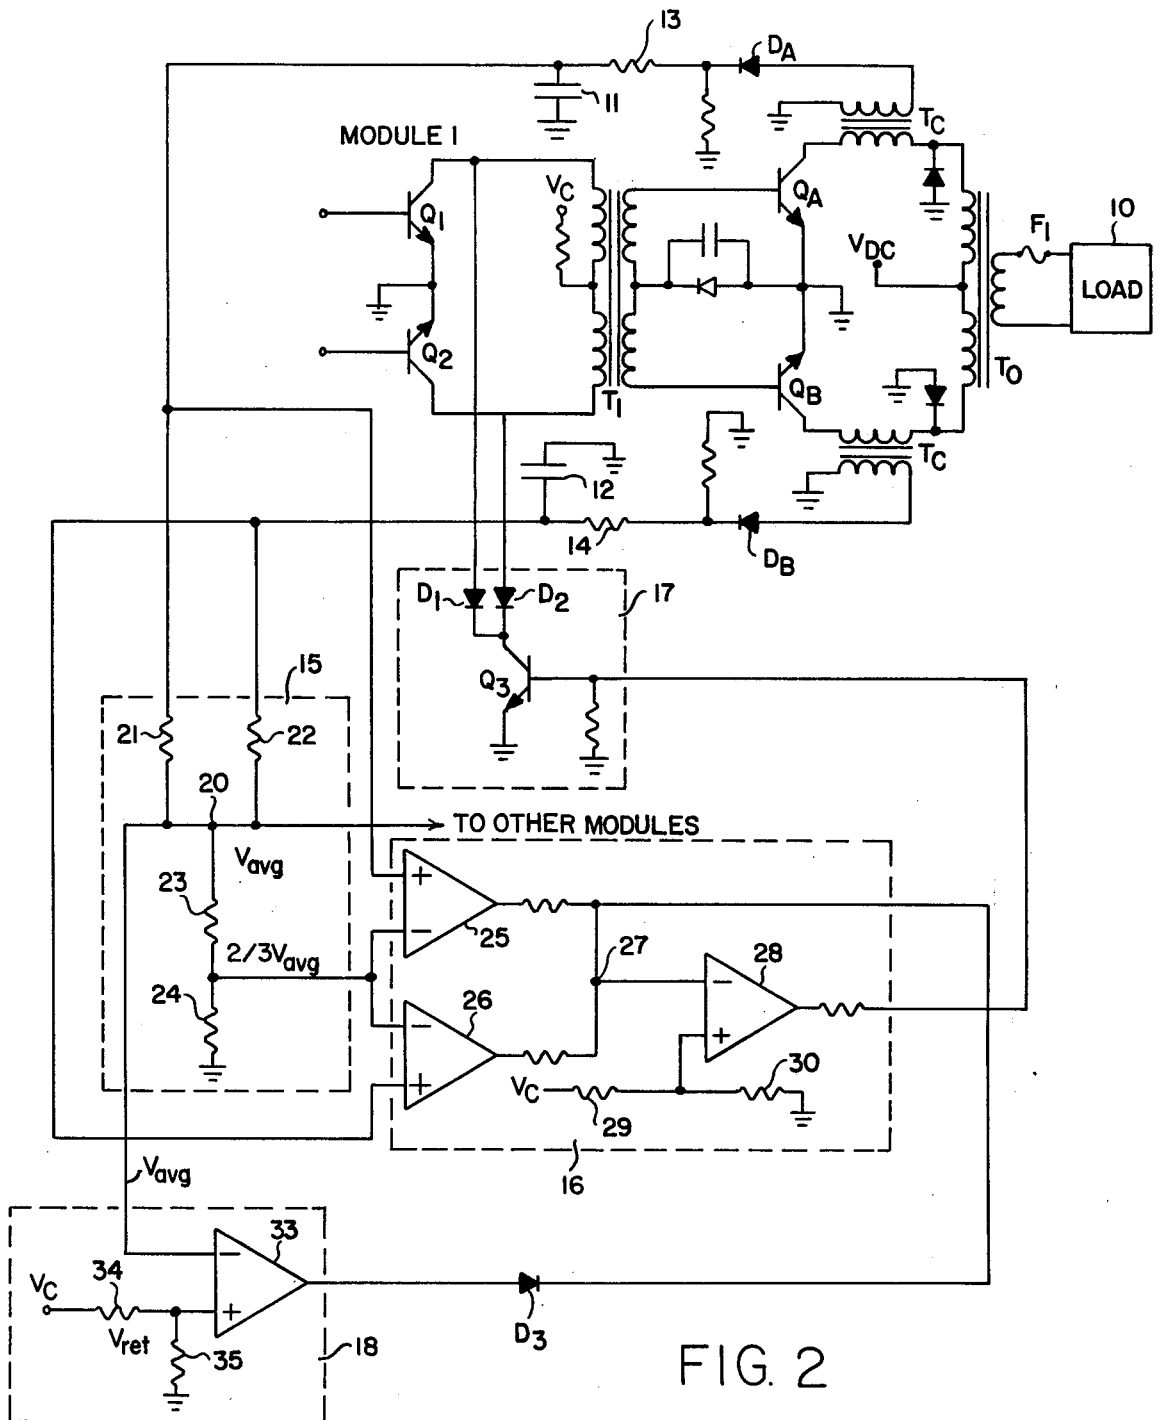 13
DA
11
TC
MODULE 1
VC
Q1
QA
VDC
F1
10
LOAD
Q2
T1
QB
TO
12
TC
14
DB
D1
D2
17
Q3
15
21
22
20
TO OTHER MODULES
Vavg
23
25
2/3Vavg
27
28
24
26
VC
30
29
16
Vavg
33
VC
34
Vret
35
18
D3
FIG. 2